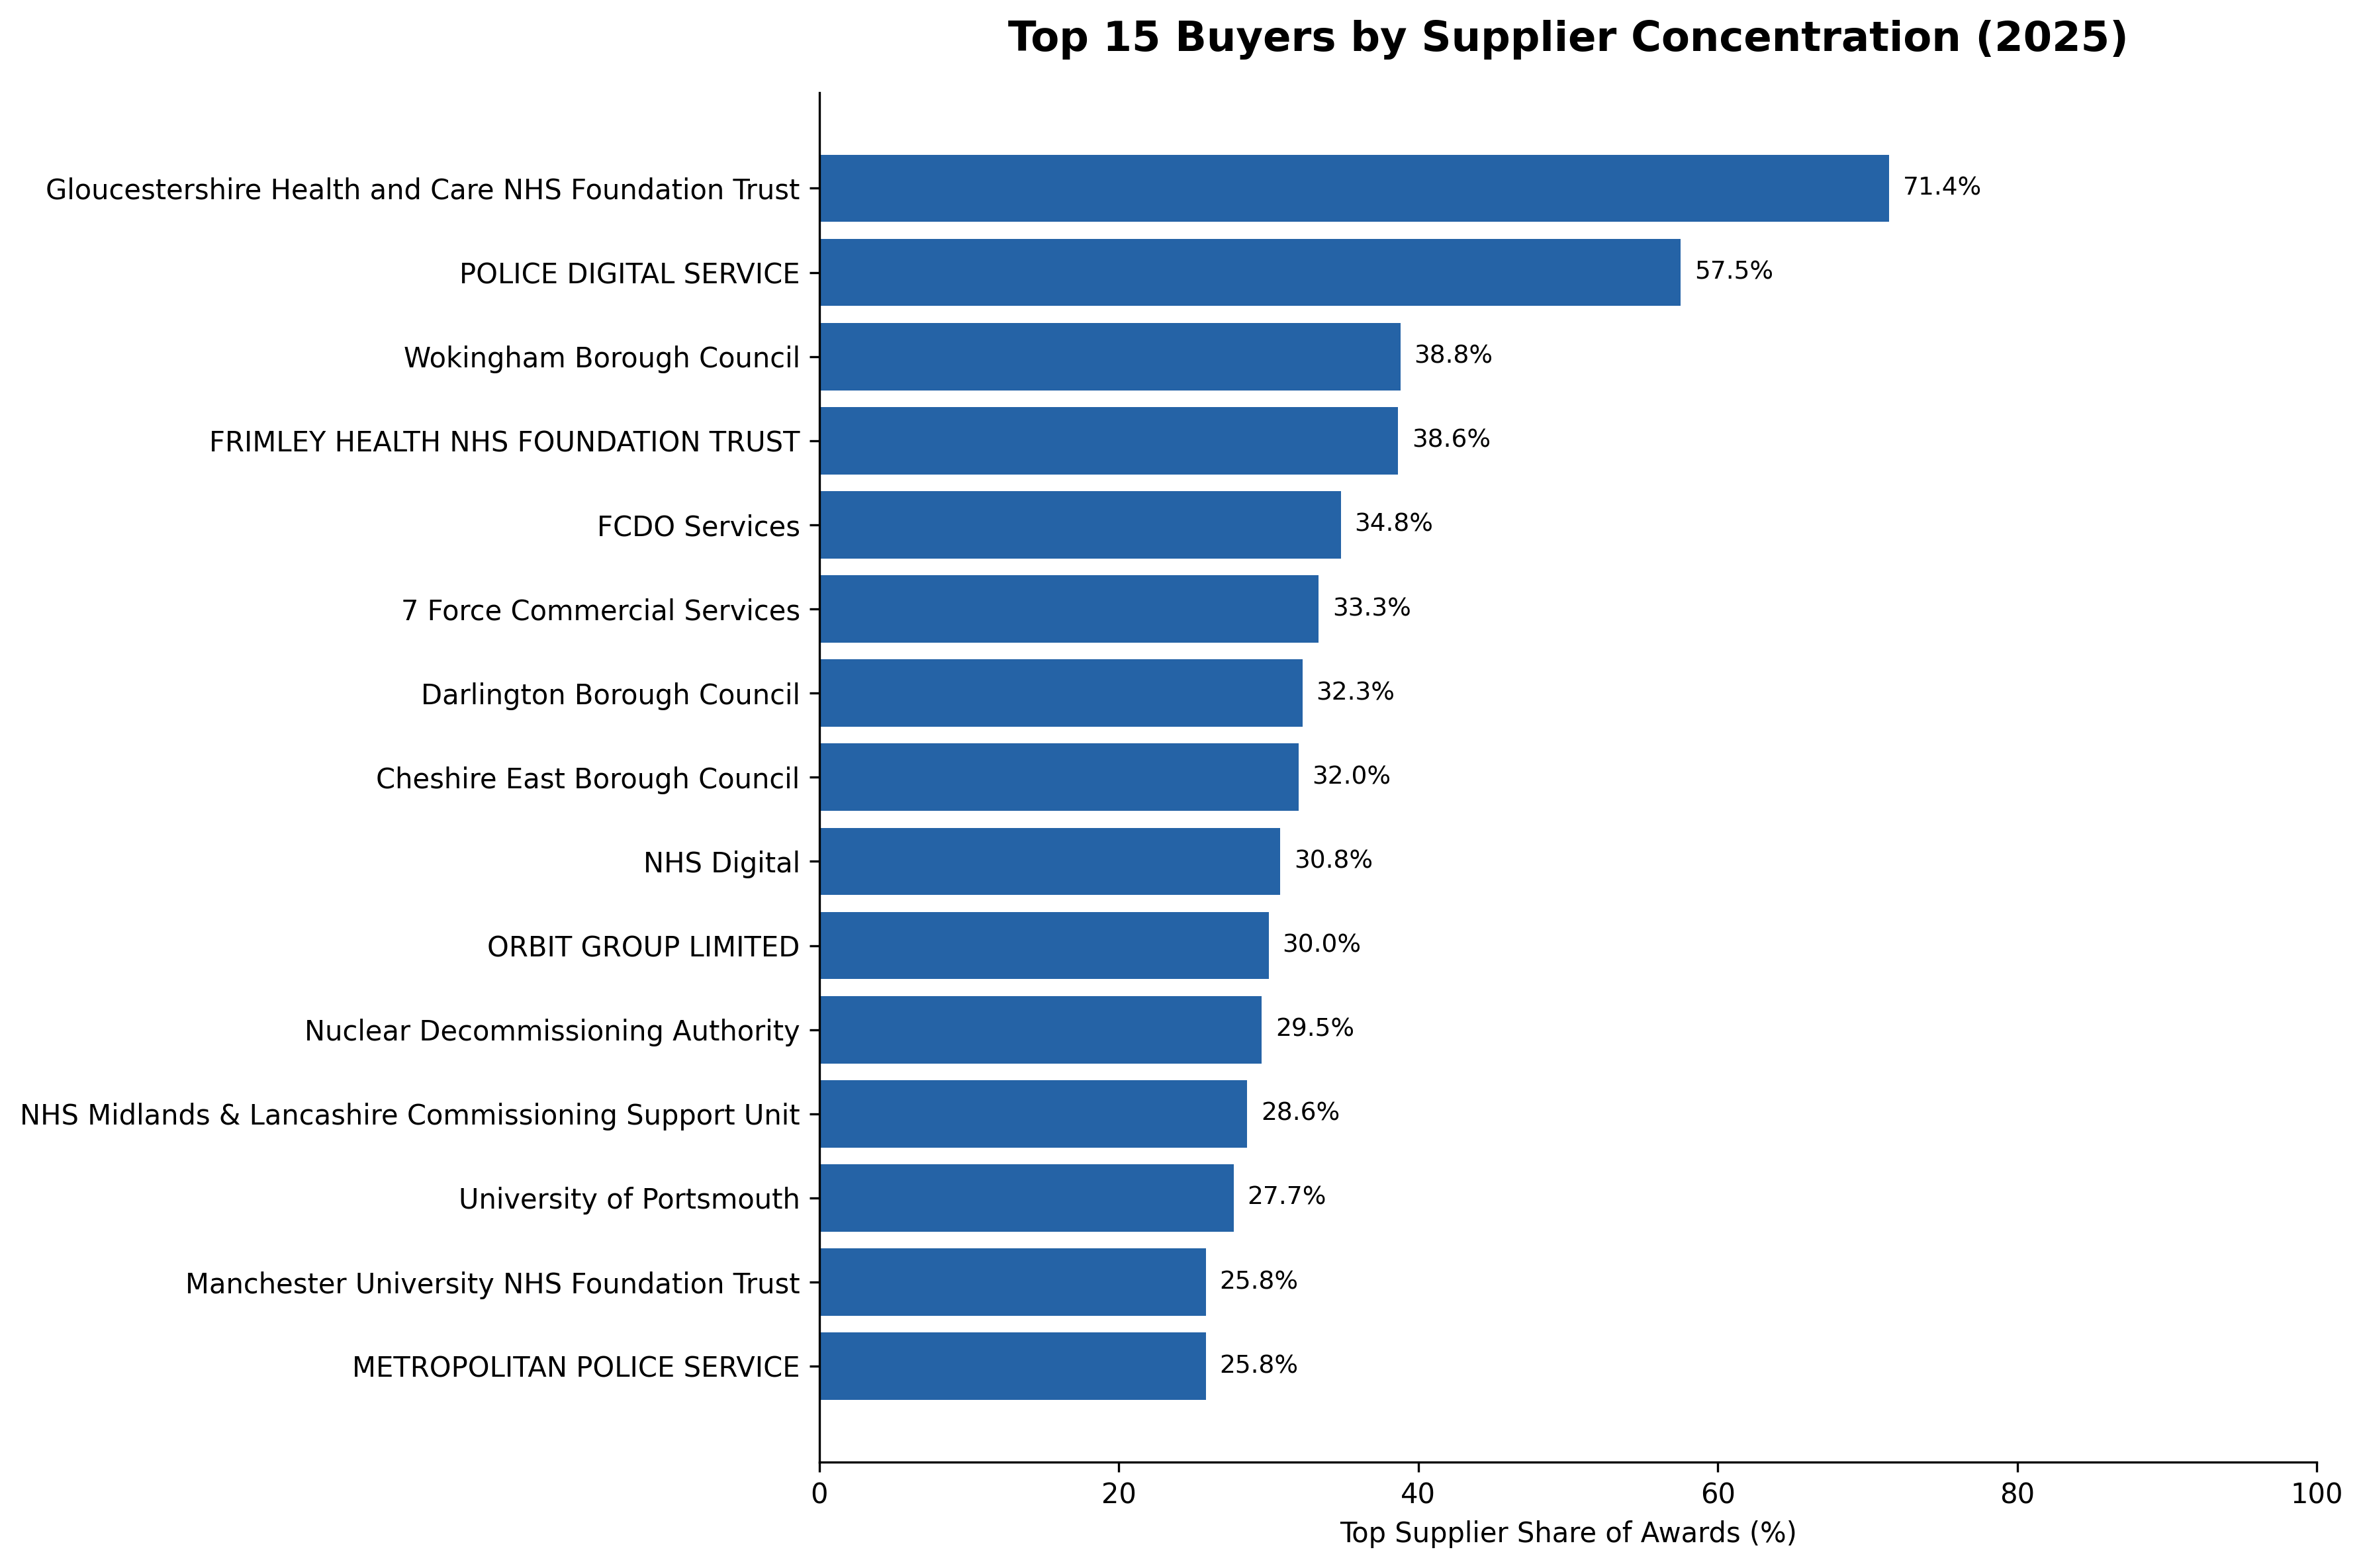 Top 15 Buyers by Supplier Concentration (2025)
Gloucestershire Health and Care NHS Foundation Trust 71.4%
POLICE DIGITAL SERVICE 57.5%
Wokingham Borough Council 38.8%
FRIMLEY HEALTH NHS FOUNDATION TRUST 38.6%
FCDO Services 34.8%
7 Force Commercial Services 33.3%
Darlington Borough Council 32.3%
Cheshire East Borough Council 32.0%
NHS Digital 30.8%
ORBIT GROUP LIMITED 30.0%
Nuclear Decommissioning Authority 29.5%
NHS Midlands & Lancashire Commissioning Support Unit 28.6%
University of Portsmouth 27.7%
Manchester University NHS Foundation Trust 25.8%
METROPOLITAN POLICE SERVICE 25.8%
0 20 40 60 80 100
Top Supplier Share of Awards (%)